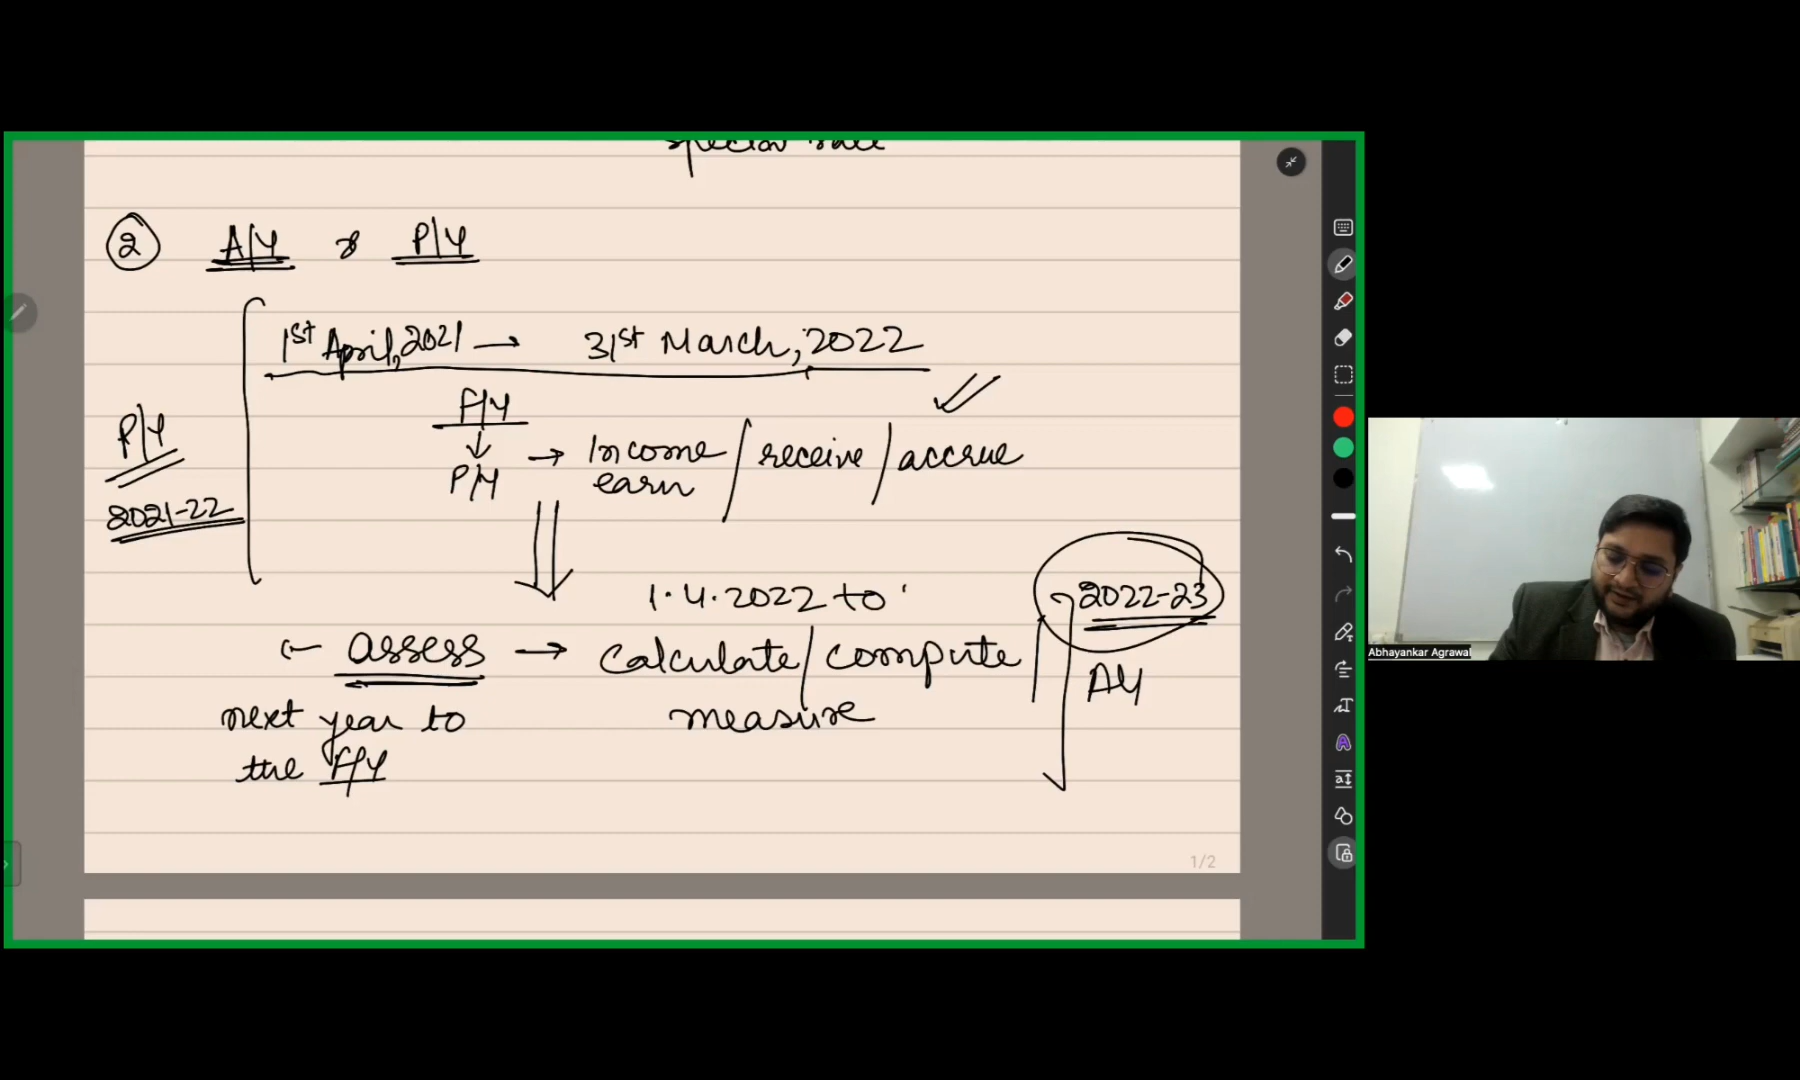 ② A/Y & P/Y
1st April, 2021 → 31st March, 2022
F/Y
P/Y
2021-22
↓ → Income / receive / accrue
P/Y earn
1.4.2022 to
2022-23
← assess → calculate / compute
AY
next year to measure
the F/Y
1/2
Abhayankar Agrawal